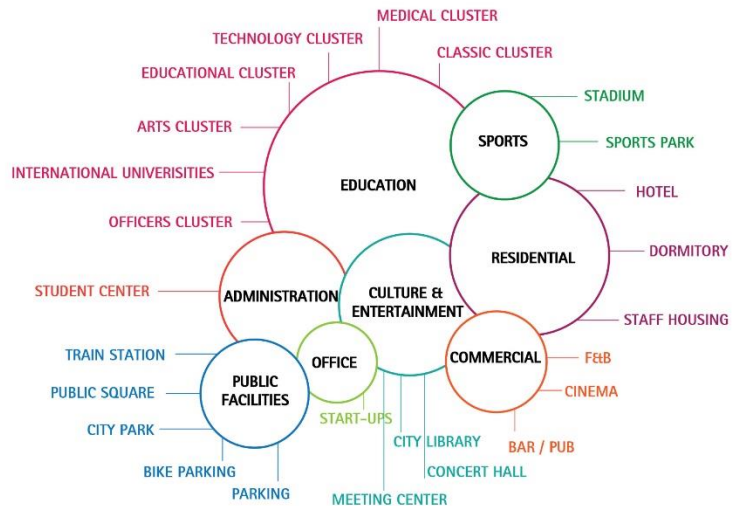 MEDICAL CLUSTER
TECHNOLOGY CLUSTER
CLASSIC CLUSTER
EDUCATIONAL CLUSTER
STADIUM
ARTS CLUSTER
SPORTS
SPORTS PARK
INTERNATIONAL UNIVERISITIES
EDUCATION
HOTEL
OFFICERS CLUSTER
RESIDENTIAL
DORMITORY
STUDENT CENTER
ADMINISTRATION
CULTURE &
ENTERTAINMENT
STAFF HOUSING
TRAIN STATION
OFFICE
COMMERCIAL
F&B
PUBLIC
FACILITIES
PUBLIC SQUARE
CINEMA
START-UPS
CITY PARK
CITY LIBRARY
BAR / PUB
BIKE PARKING
CONCERT HALL
PARKING
MEETING CENTER